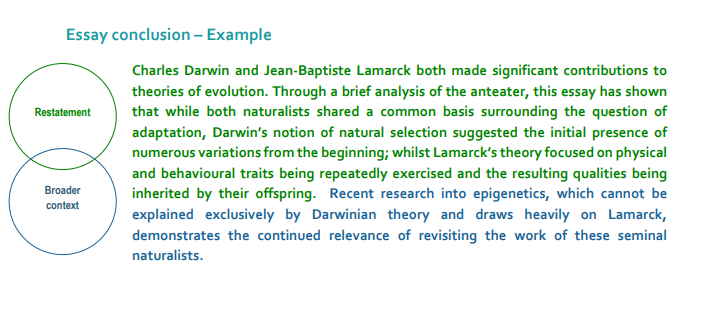 Essay conclusion – Example
Charles Darwin and Jean-Baptiste Lamarck both made significant contributions to
theories of evolution. Through a brief analysis of the anteater, this essay has shown
that while both naturalists shared a common basis surrounding the question of
adaptation, Darwin's notion of natural selection suggested the initial presence of
numerous variations from the beginning; whilst Lamarck's theory focused on physical
and behavioural traits being repeatedly exercised and the resulting qualities being
inherited by their offspring. Recent research into epigenetics, which cannot be
explained exclusively by Darwinian theory and draws heavily on Lamarck,
demonstrates the continued relevance of revisiting the work of these seminal
naturalists.
Restatement
Broader
context